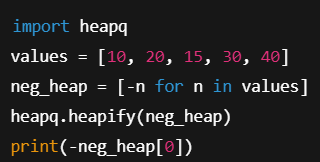 import heapq
values = [10, 20, 15, 30, 40]
neg_heap = [-n for n in values]
heapq.heapify(neg_heap)
print(-neg_heap[0])